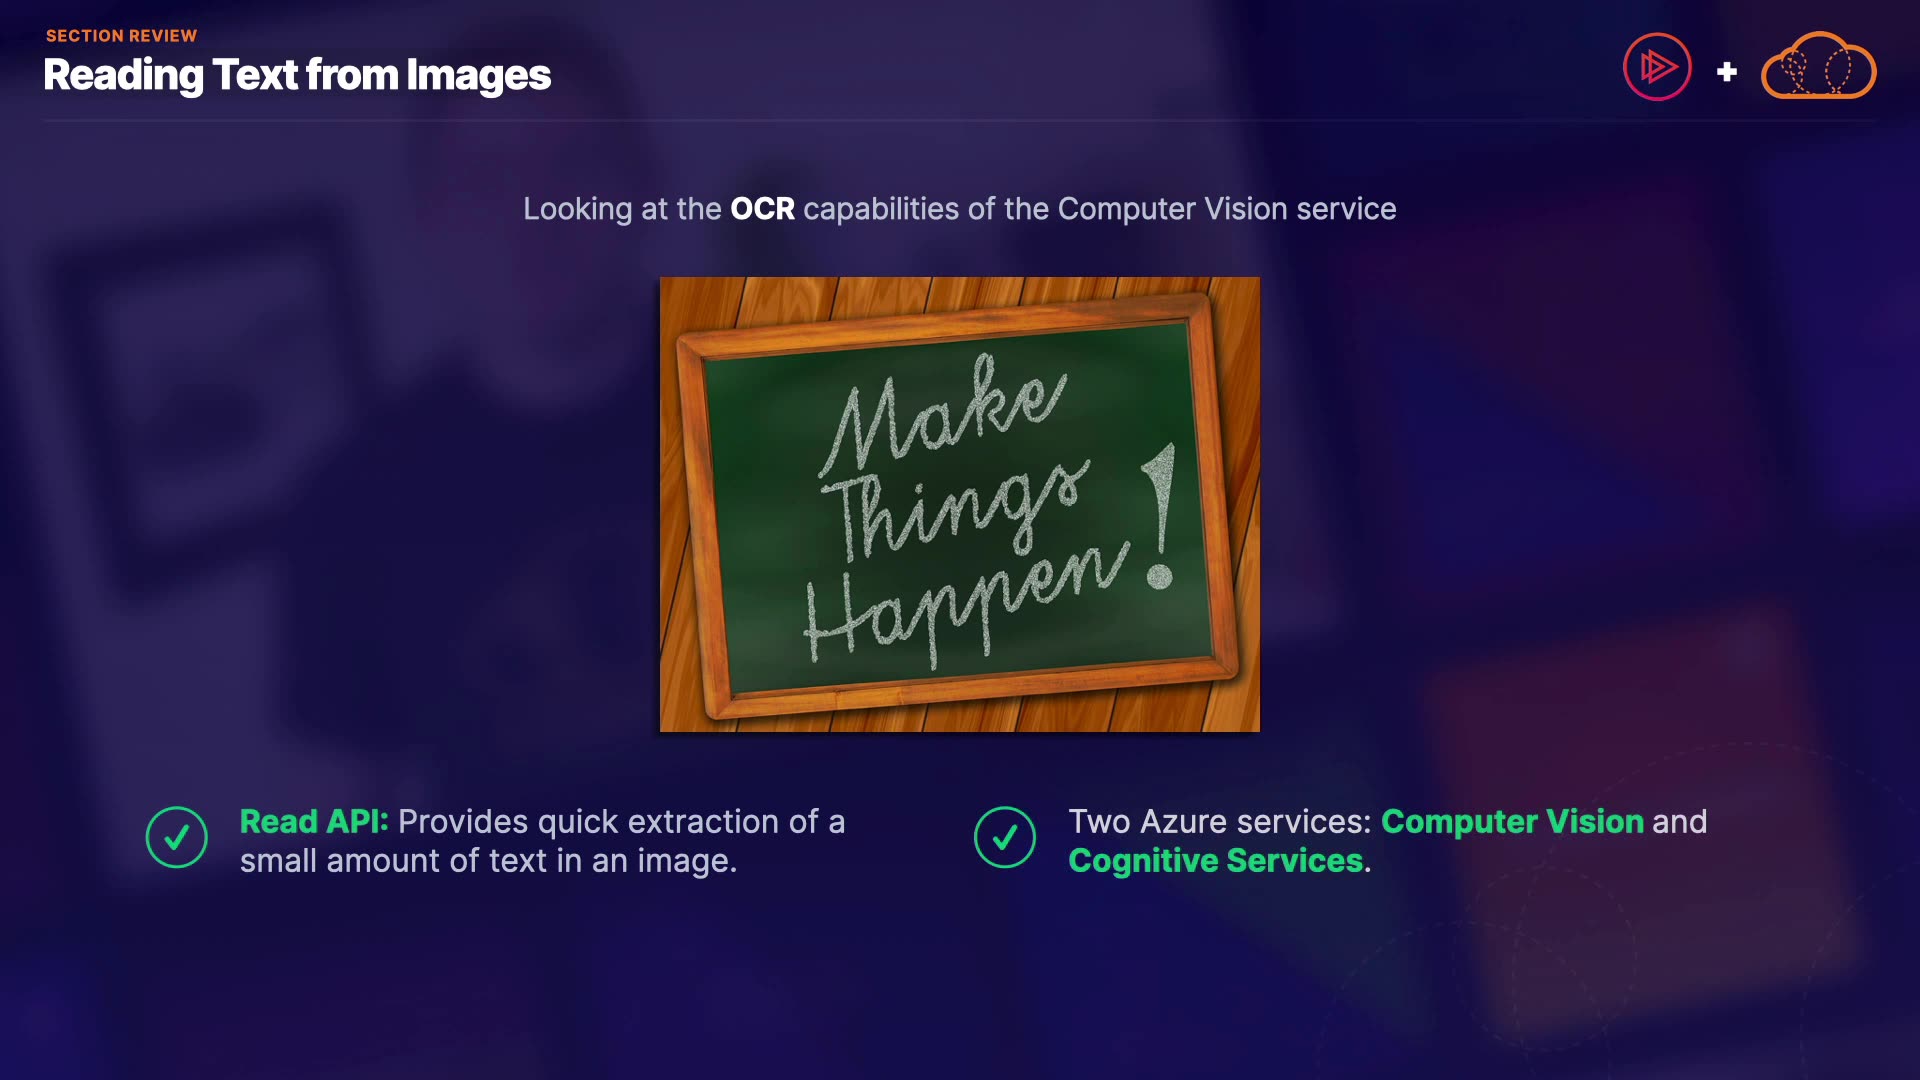 SECTION REVIEW
Reading Text from Images
Looking at the OCR capabilities of the Computer Vision service
Make
Things
Happen!
Read API: Provides quick extraction of a
small amount of text in an image.
Two Azure services: Computer Vision and
Cognitive Services.